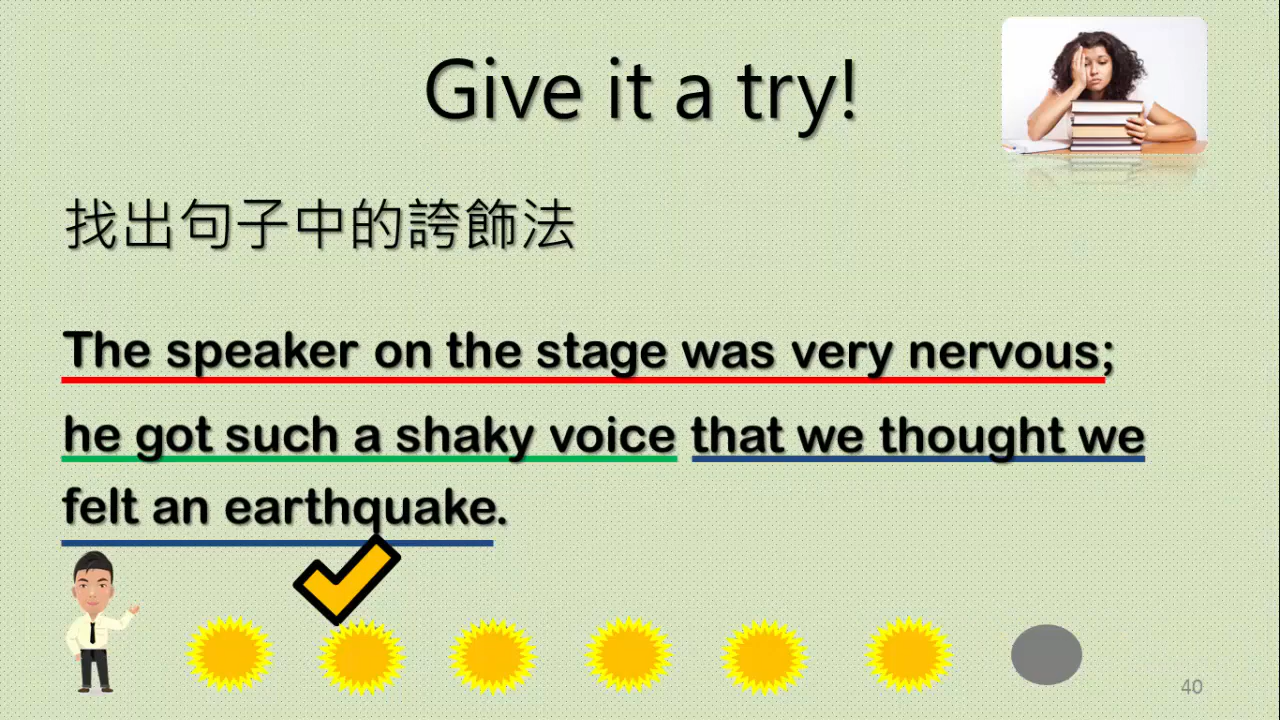 Give it a try!
找出句子中的誇飾法
The speaker on the stage was very nervous;
he got such a shaky voice that we thought we
felt an earthquake.
40